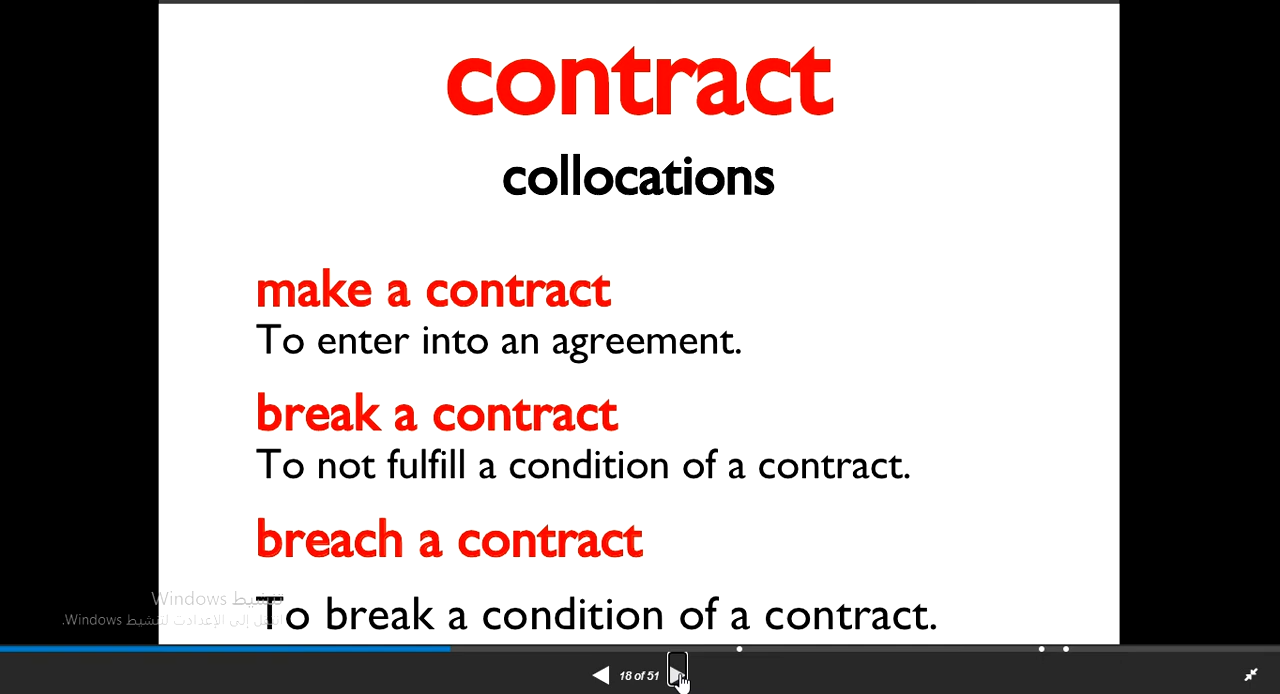 contract
collocations
make a contract
To enter into an agreement.
break a contract
To not fulfill a condition of a contract.
breach a contract
تنشيط Windows
To break a condition of a contract.
انتقل إلى الإعدادات لتنشيط Windows.
18 of 51